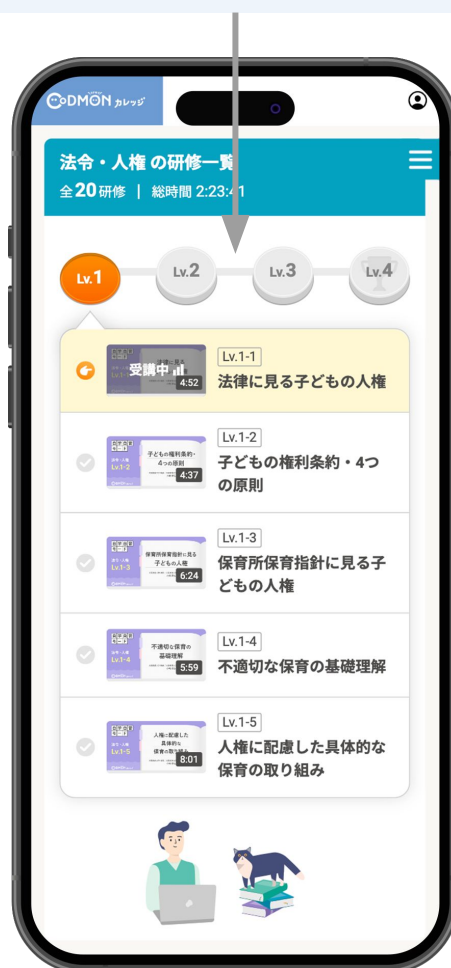 CoDMON カレッジ
法令・人権 の研修一覧
全20研修 | 総時間 2:23:41
Lv.1
Lv.2
Lv.3
Lv.4
受講中
4:52
Lv.1-1
法律に見る子どもの人権
子どもの権利条約・
4つの原則
Lv.1-2
4:37
Lv.1-2
子どもの権利条約・4つ
の原則
保育所保育指針に見る
子どもの人権
Lv.1-3
6:24
Lv.1-3
保育所保育指針に見る子
どもの人権
不適切な保育の
基礎理解
Lv.1-4
5:59
Lv.1-4
不適切な保育の基礎理解
人権に配慮した
具体的な
保育の取り組み
Lv.1-5
8:01
Lv.1-5
人権に配慮した具体的な
保育の取り組み